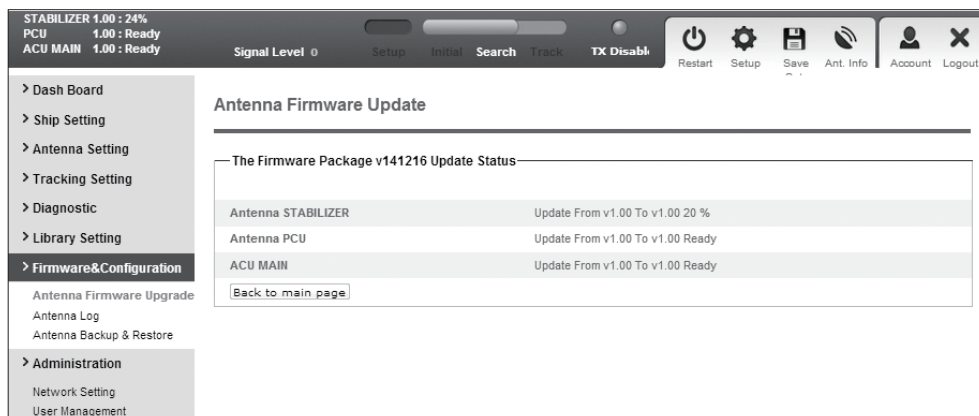 STABILIZER 1.00 : 24%
PCU 1.00 : Ready
ACU MAIN 1.00 : Ready
Signal Level 0
Setup Initial Search Track
TX Disabl
Restart Setup Save Ant. Info Account Logout
> Dash Board
> Ship Setting
> Antenna Setting
> Tracking Setting
> Diagnostic
> Library Setting
> Firmware&Configuration
Antenna Firmware Upgrade
Antenna Log
Antenna Backup & Restore
> Administration
Network Setting
User Management
Antenna Firmware Update
The Firmware Package v141216 Update Status
Antenna STABILIZER Update From v1.00 To v1.00 20 %
Antenna PCU Update From v1.00 To v1.00 Ready
ACU MAIN Update From v1.00 To v1.00 Ready
Back to main page